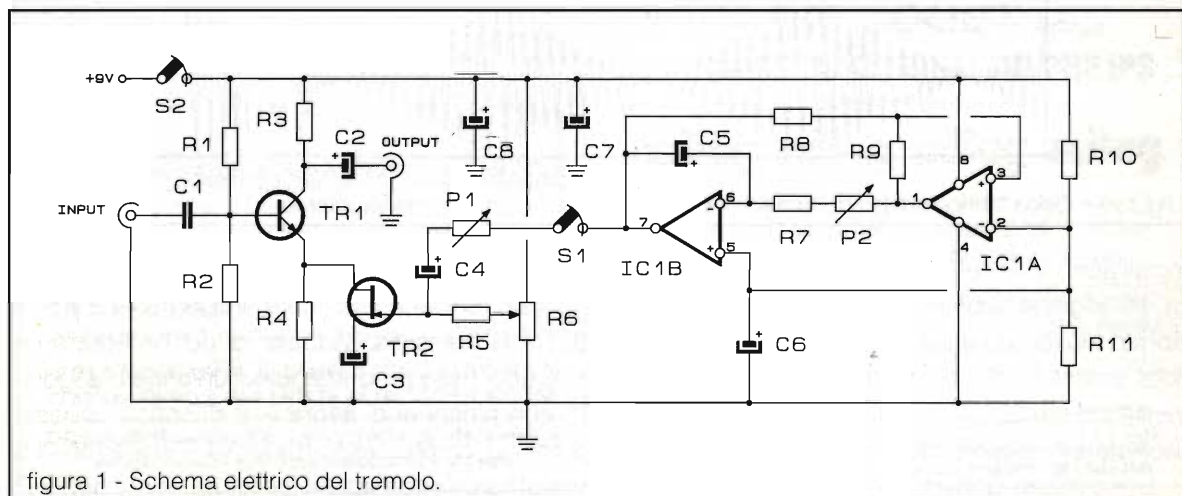 +9V
S2
R1
R3
C2
OUTPUT
C8
C7
C5
R8
R9
R10
C1
INPUT
TR1
P1
S1
7
6
5
IC1B
R7
P2
1
8
3
2
4
IC1A
R2
R4
C4
TR2
R5
R6
C3
C6
R11
figura 1 - Schema elettrico del tremolo.